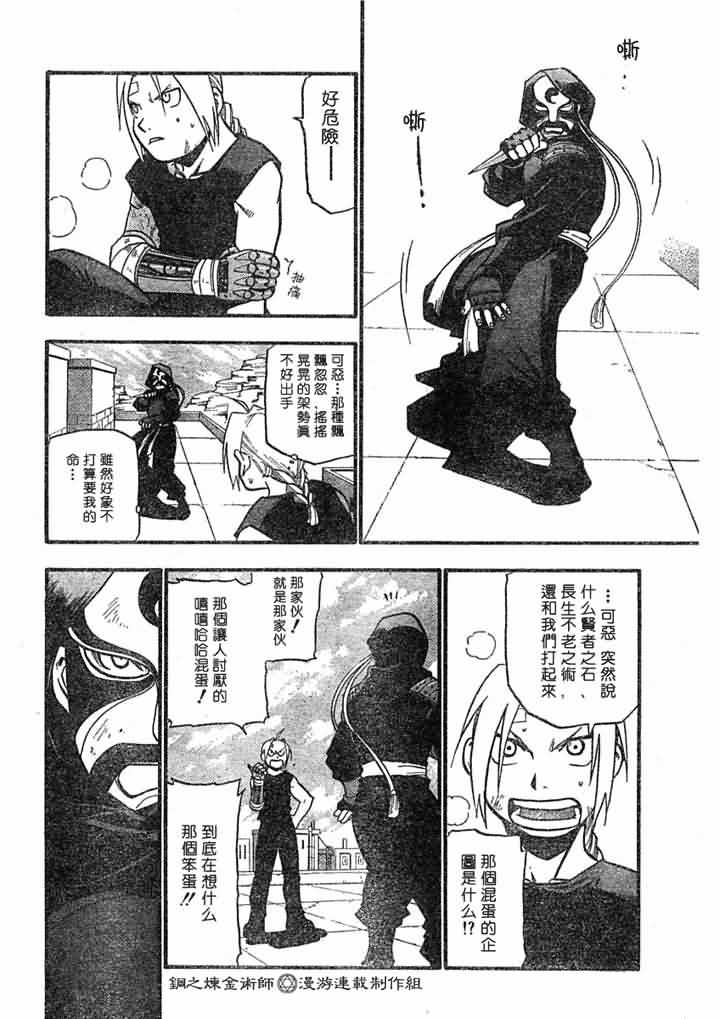 嘶
嘶
好危險——
ㄚ抽痛
可惡…那種飄
飄忽忽、搖搖
晃晃的架勢真
不好出手
雖然好象不
打算要我的
命…
…可惡 突然說
什么賢者之石、
長生不老之術，
還和我們打起來
那個混蛋的企
圖是什么!?
那家伙!
就是那家伙
那個讓人討厭的
嘻嘻哈哈混蛋!
到底在想什么
那個笨蛋!!
鋼之煉金術師 漫游連載制作組